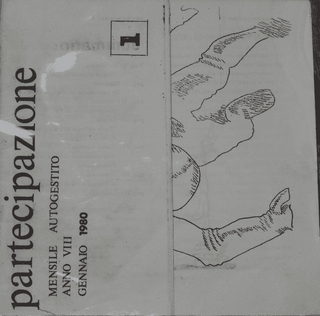 partecipazione
MENSILE AUTOGESTITO
ANNO VIII
GENNAIO 1980
1